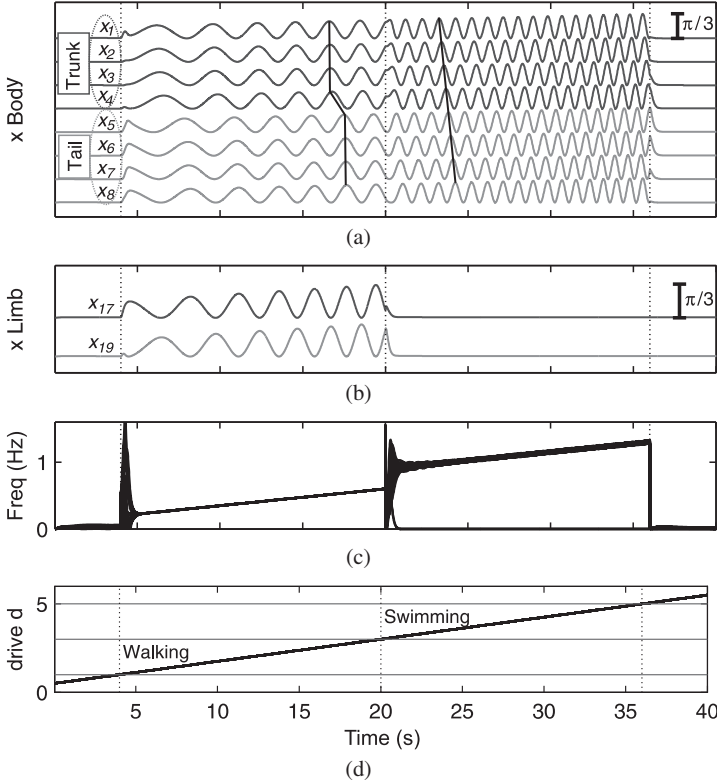 x Body
Trunk
Tail
x1
x2
x3
x4
x5
x6
x7
x8
π/3
(a)
x Limb
x17
x19
π/3
(b)
Freq (Hz)
1
0
(c)
drive d
5
0
Walking
Swimming
5 10 15 20 25 30 35 40
Time (s)
(d)